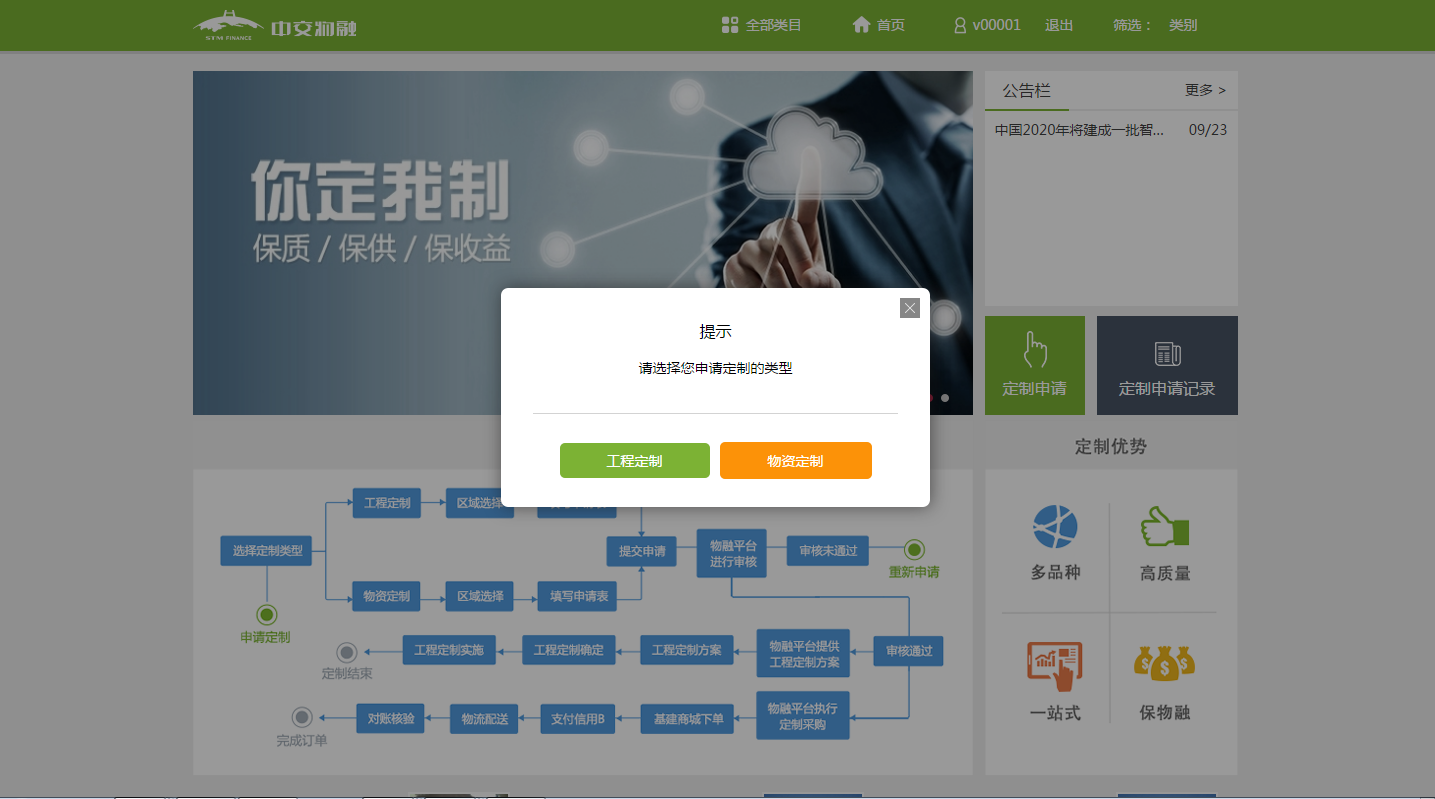 中交物融
STM FINANCE
全部类目
首页
v00001
退出
筛选：
类别
你定我制
保质 / 保供 / 保收益
公告栏
更多 >
中国2020年将建成一批智...
09/23
定制申请
定制申请记录
提示
请选择您申请定制的类型
工程定制
物资定制
定制优势
多品种
高质量
一站式
保物融
工程定制
区域选择
选择定制类型
提交申请
物融平台
进行审核
审核未通过
重新申请
物资定制
区域选择
填写申请表
申请定制
定制结束
工程定制实施
工程定制确定
工程定制方案
物融平台提供
工程定制方案
审核通过
完成订单
对账核验
物流配送
支付信用B
基建商城下单
物融平台执行
定制采购